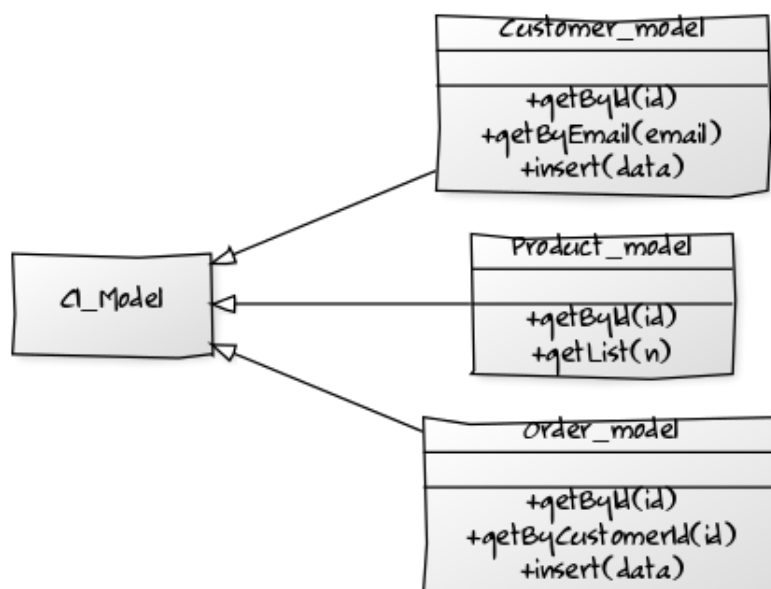 Customer_model
+getById(id)
+getByEmail(email)
+insert(data)
CI_Model
Product_model
+getById(id)
+getList(n)
Order_model
+getById(id)
+getByCustomerId(id)
+insert(data)